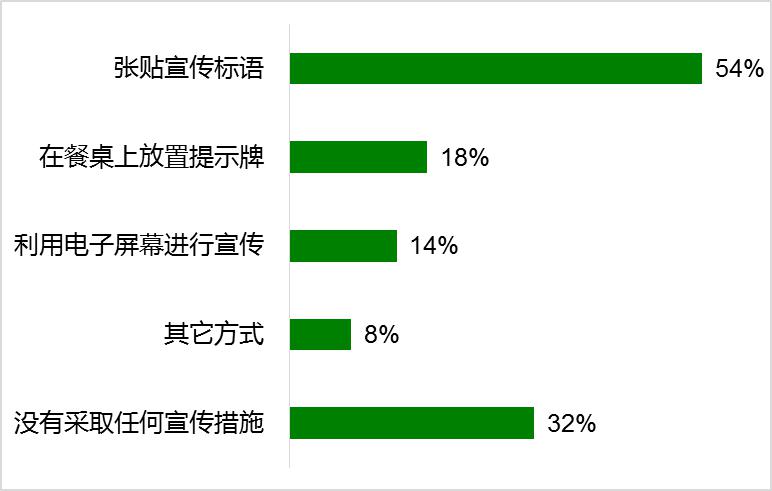 张贴宣传标语 54%
在餐桌上放置提示牌 18%
利用电子屏幕进行宣传 14%
其它方式 8%
没有采取任何宣传措施 32%